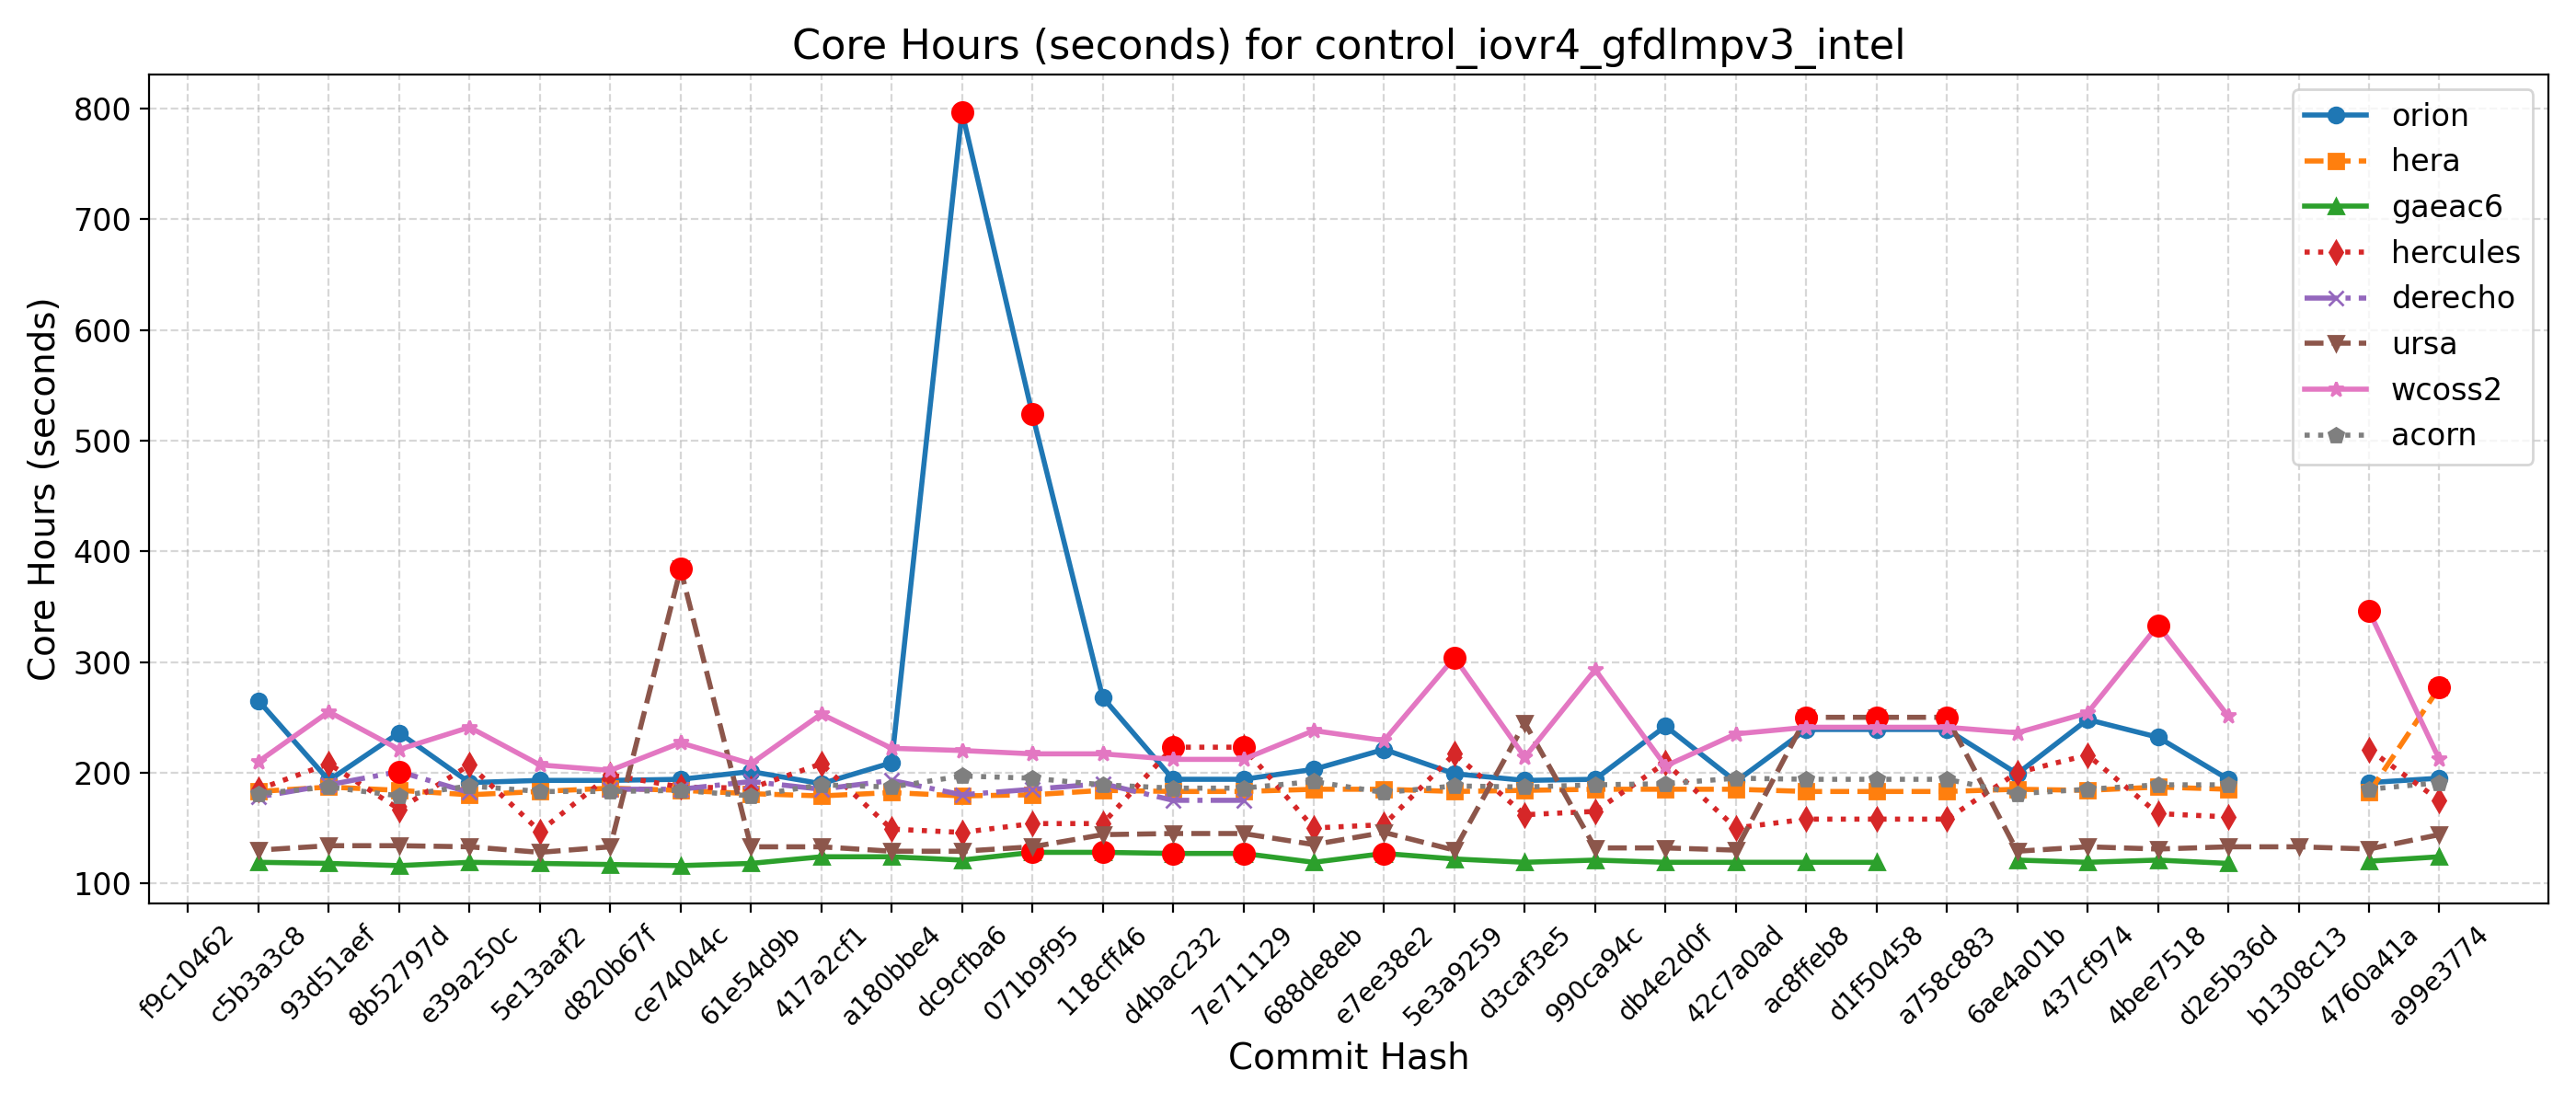 Core Hours (seconds) for control_iovr4_gfdlmpv3_intel
Core Hours (seconds)
800
700
600
500
400
300
200
100
orion
hera
gaeac6
hercules
derecho
ursa
wcoss2
acorn
f9c10462
c5b3a3c8
93d51aef
8b52797d
e39a250c
5e13aaf2
d820b67f
ce74044c
61e54d9b
417a2cf1
a180bbe4
dc9cfba6
071b9f95
118cff46
d4bac232
7e711129
688de8eb
e7ee38e2
5e3a9259
d3caf3e5
990ca94c
db4e2d0f
42c7a0ad
ac8ffeb8
d1f50458
a758c883
6ae4a01b
437cf974
4bee7518
d2e5b36d
b1308c13
4760a41a
a99e3774
Commit Hash